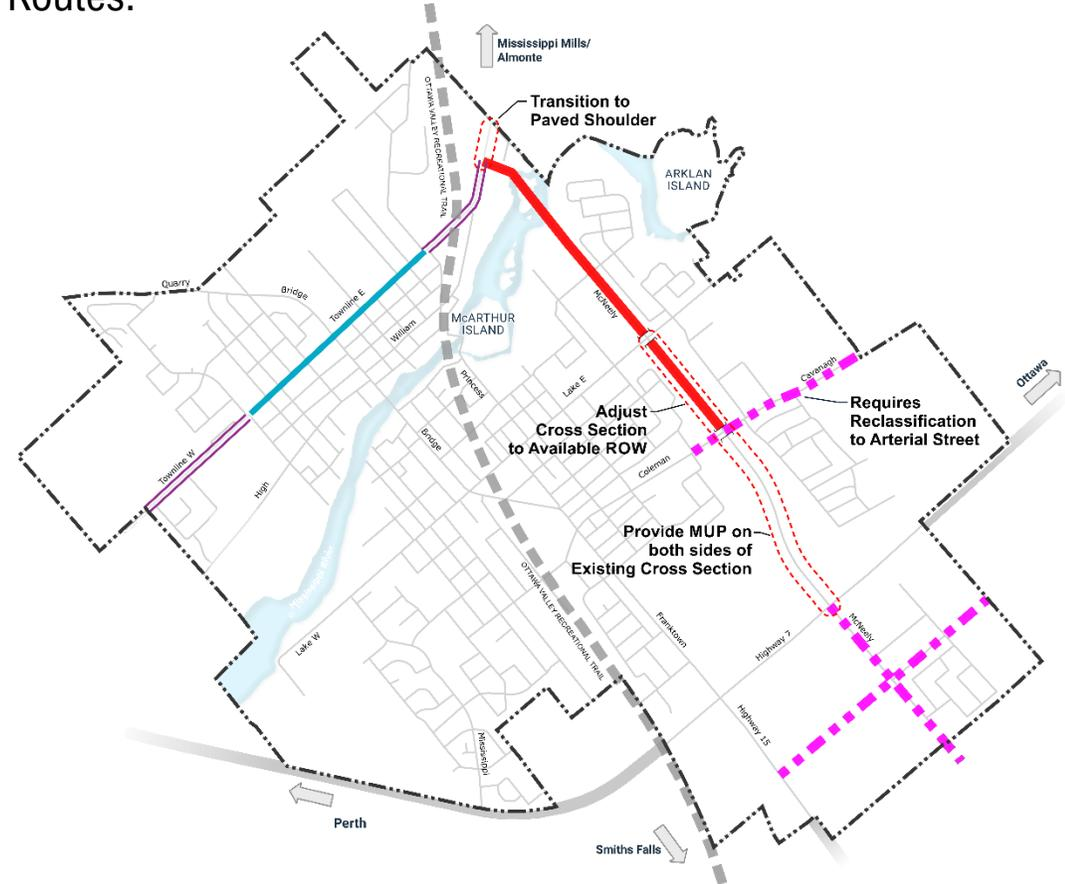 Routes:
Mississippi Mills/
Almonte
Transition to
Paved Shoulder
OTTAWA VALLEY RECREATIONAL TRAIL
ARKLAN
ISLAND
Quarry
Bridge
Townline E
William
McARTHUR
ISLAND
McNeely
Princess
Lake E
Cavanagh
Ottawa
Adjust
Cross Section
to Available ROW
Requires
Reclassification
to Arterial Street
Bridge
Coleman
Townline W
High
Provide MUP on
both sides of
Existing Cross Section
Mississippi River
OTTAWA VALLEY RECREATIONAL TRAIL
Lake W
Franktown
Highway 7
McNeely
Highway 15
Mississippi
Perth
Smiths Falls